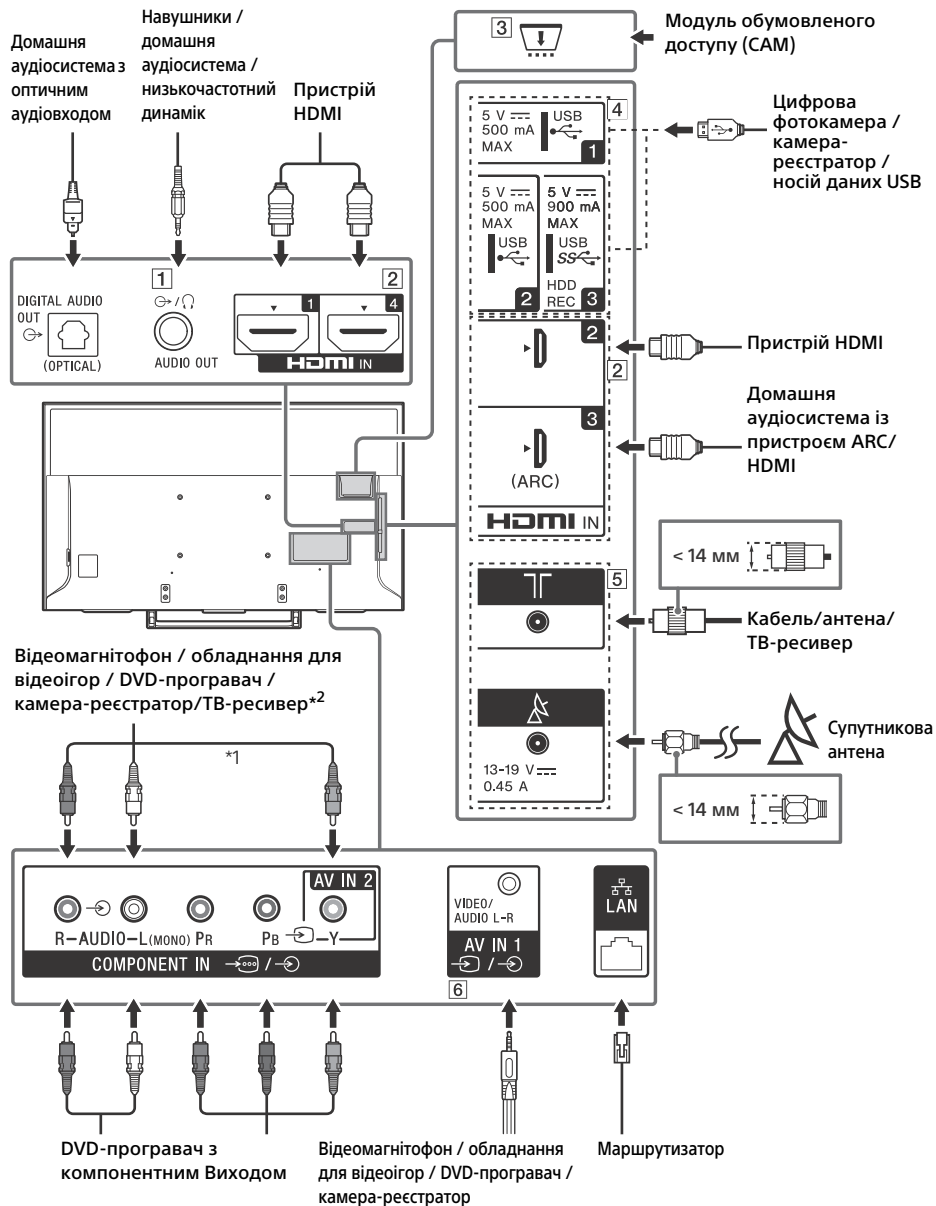 Домашня
аудіосистема з
оптичним
аудіовходом
Навушники /
домашня
аудіосистема /
низькочастотний
динамік
Пристрій
HDMI
3
Модуль обумовленого
доступу (CAM)
4
5 V
500 mA
MAX
USB
1
Цифрова
фотокамера /
камера-
реєстратор /
носій даних USB
5 V
500 mA
MAX
USB
2
5 V
900 mA
MAX
USB
SS
HDD
REC
3
1
2
DIGITAL AUDIO
OUT
(OPTICAL)
/
AUDIO OUT
1
4
HDMI IN
2
2
Пристрій HDMI
3
(ARC)
HDMI IN
Домашня
аудіосистема із
пристроєм ARC/
HDMI
5
< 14 мм
Кабель/антена/
ТВ-ресивер
13-19 V
0.45 A
Супутникова
антена
< 14 мм
Відеомагнітофон / обладнання для
відеоігор / DVD-програвач /
камера-реєстратор/ТВ-ресивер*2
*1
AV IN 2
R-AUDIO-L(MONO) PR
PB
-Y
COMPONENT IN /
VIDEO/
AUDIO L-R
AV IN 1
/
6
LAN
DVD-програвач з
компонентним Виходом
Відеомагнітофон / обладнання
для відеоігор / DVD-програвач /
камера-реєстратор
Маршрутизатор